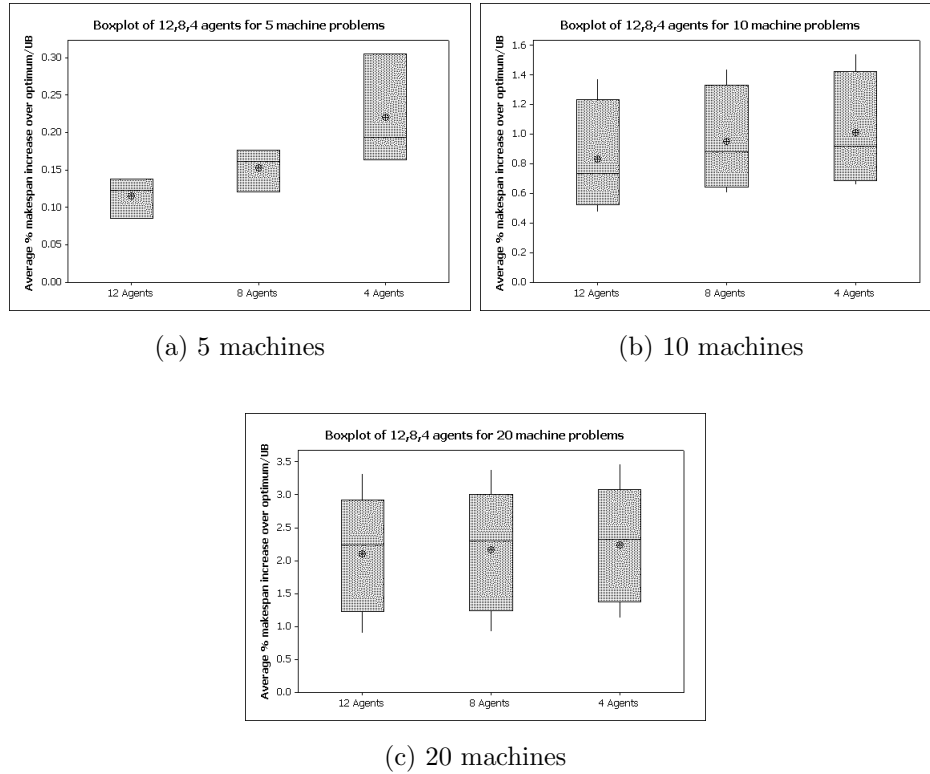 Boxplot of 12,8,4 agents for 5 machine problems
Average % makespan increase over optimum/UB
0.30
0.25
0.20
0.15
0.10
0.05
0.00
12 Agents 8 Agents 4 Agents
(a) 5 machines
Boxplot of 12,8,4 agents for 10 machine problems
Average % makespan increase over optimum/UB
1.6
1.4
1.2
1.0
0.8
0.6
0.4
0.2
0.0
12 Agents 8 Agents 4 Agents
(b) 10 machines
Boxplot of 12,8,4 agents for 20 machine problems
Average % makespan increase over optimum/UB
3.5
3.0
2.5
2.0
1.5
1.0
0.5
0.0
12 Agents 8 Agents 4 Agents
(c) 20 machines